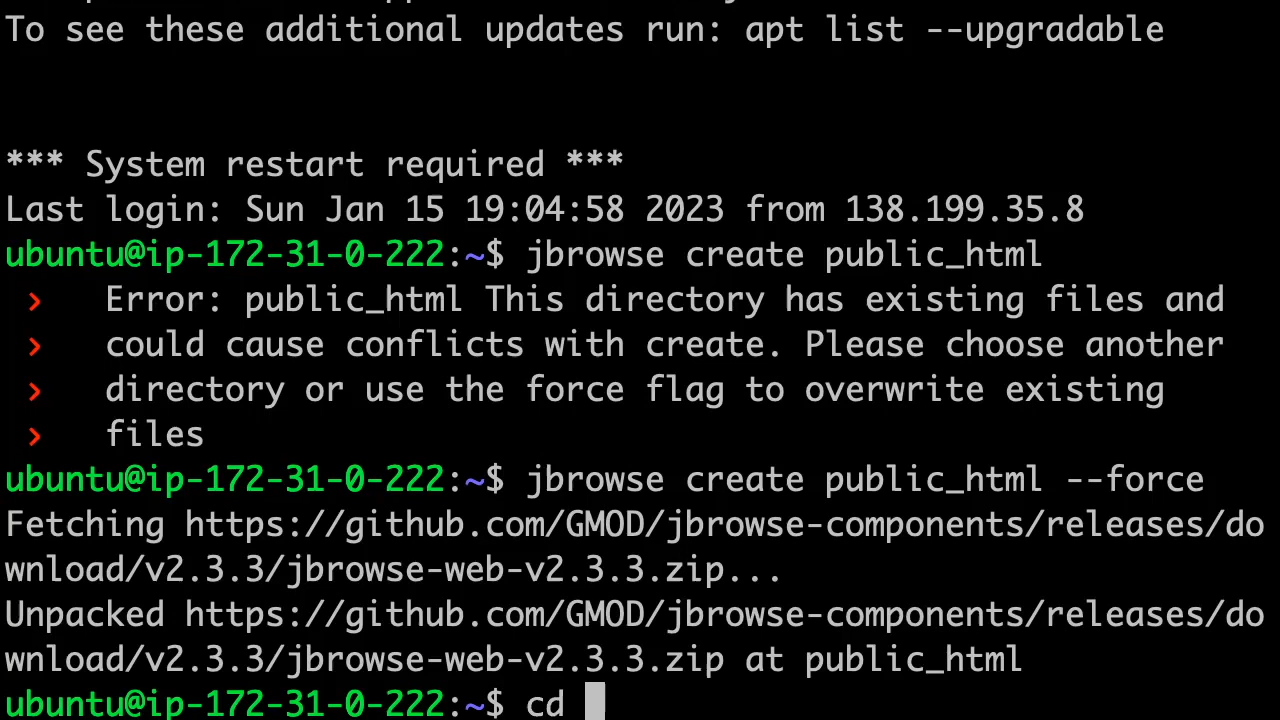 To see these additional updates run: apt list --upgradable
*** System restart required ***
Last login: Sun Jan 15 19:04:58 2023 from 138.199.35.8
ubuntu@ip-172-31-0-222:~$ jbrowse create public_html
›   Error: public_html This directory has existing files and
›   could cause conflicts with create. Please choose another
›   directory or use the force flag to overwrite existing
›   files
ubuntu@ip-172-31-0-222:~$ jbrowse create public_html --force
Fetching https://github.com/GMOD/jbrowse-components/releases/do
wnload/v2.3.3/jbrowse-web-v2.3.3.zip...
Unpacked https://github.com/GMOD/jbrowse-components/releases/do
wnload/v2.3.3/jbrowse-web-v2.3.3.zip at public_html
ubuntu@ip-172-31-0-222:~$ cd